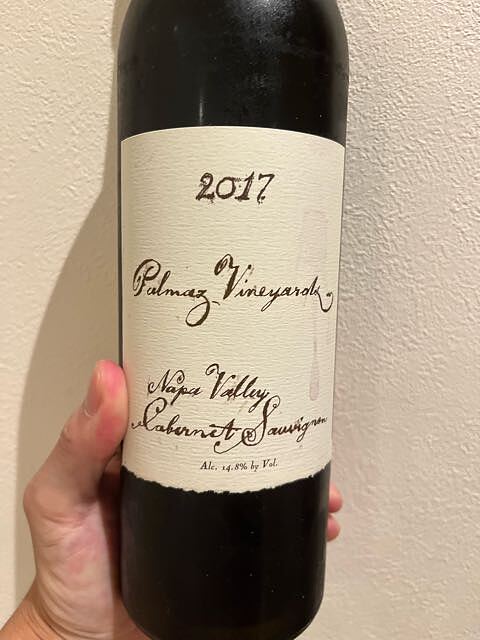 2017
Palmaz Vineyards
Napa Valley
Cabernet Sauvignon
Alc. 14.8% by Vol.